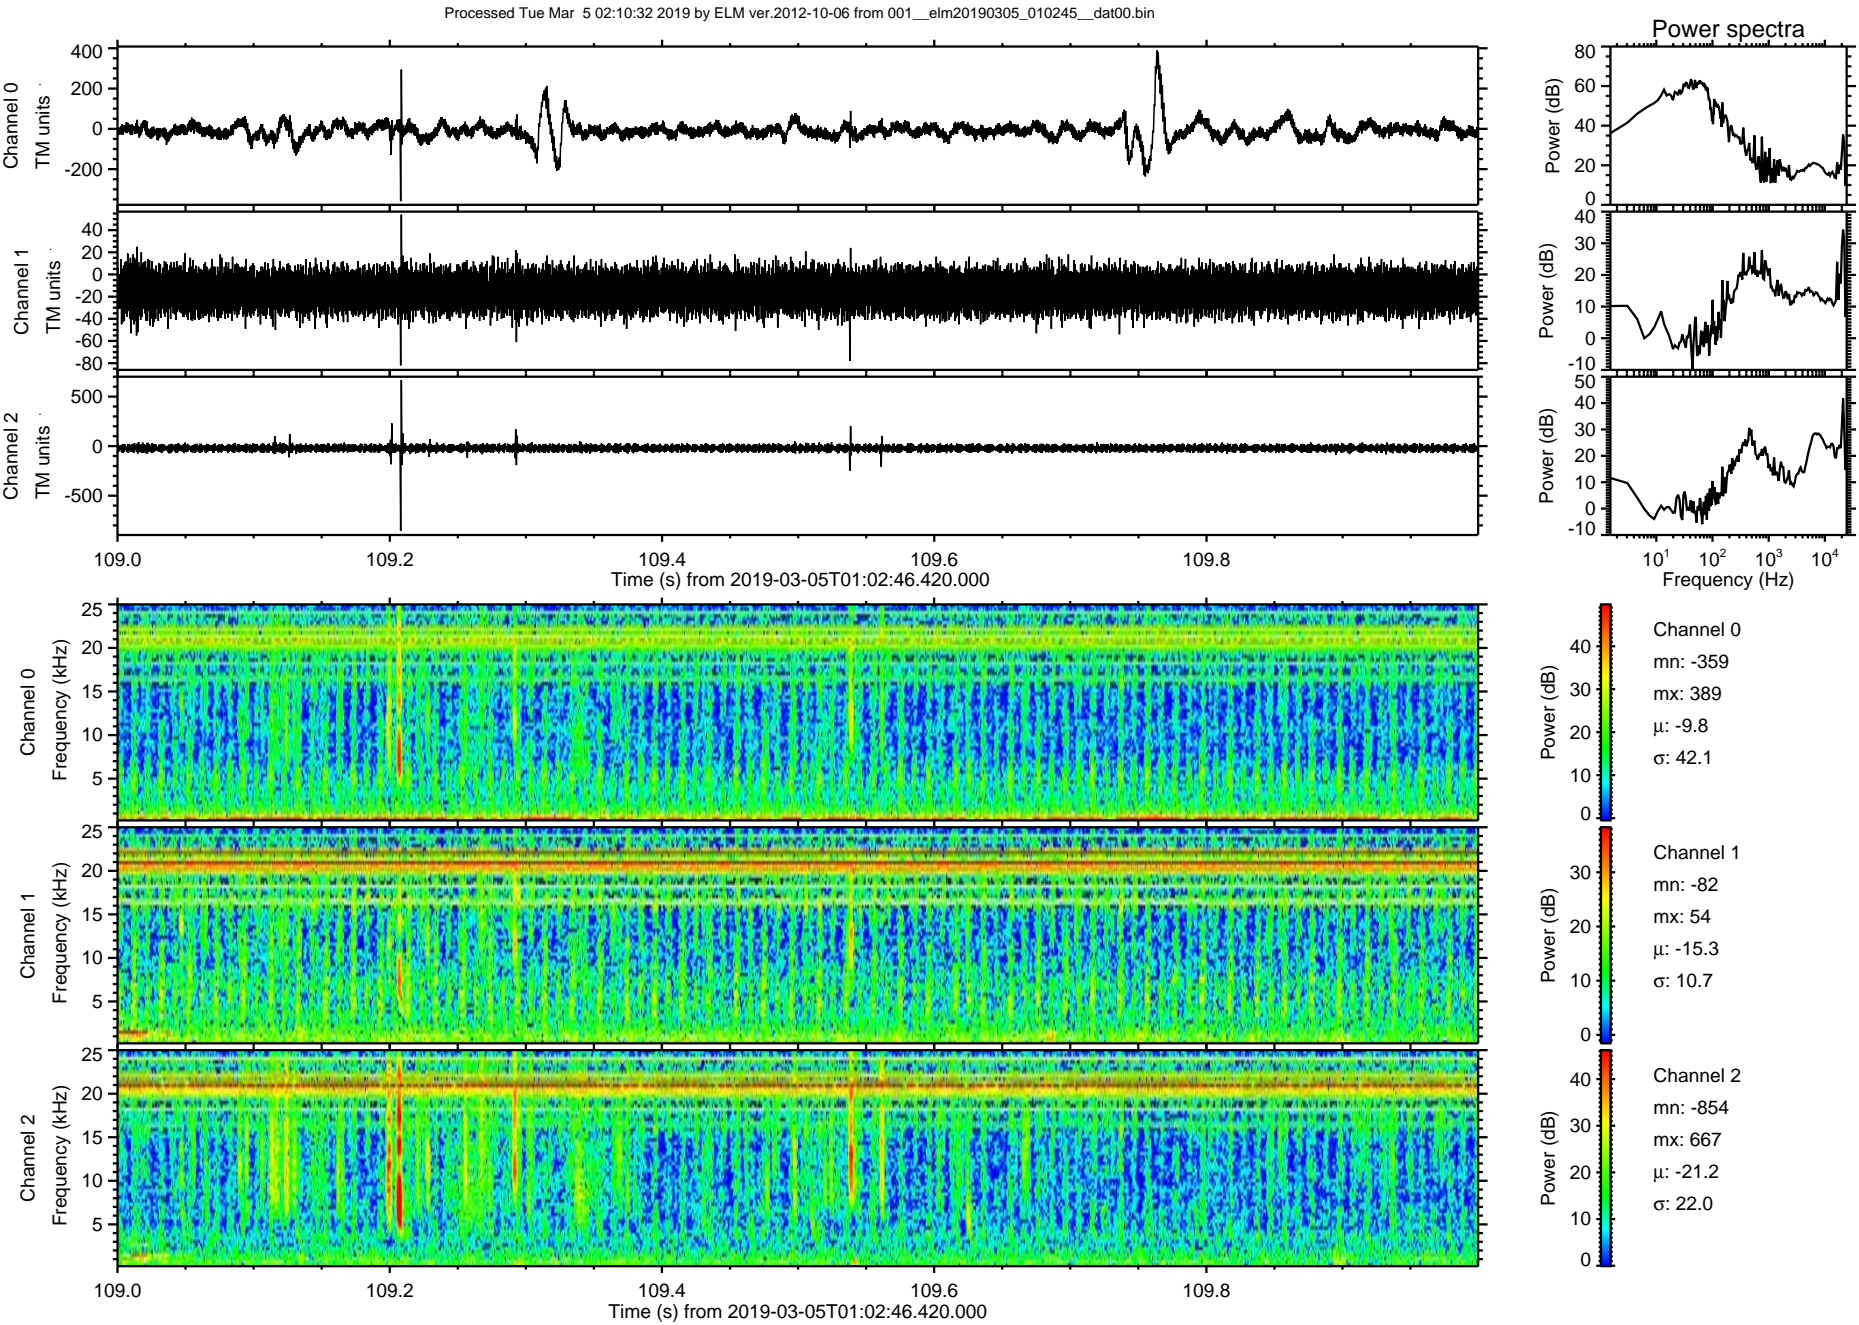 Processed Tue Mar  5 02:10:32 2019 by ELM ver.2012-10-06 from 001__elm20190305_010245__dat00.bin
Power spectra
Channel 0
TM units
400
200
0
-200
Power (dB)
80
60
40
20
0
Channel 1
TM units
40
20
0
-20
-40
-60
-80
Power (dB)
40
30
20
10
0
-10
Channel 2
TM units
500
0
-500
Power (dB)
50
40
30
20
10
0
-10
109.0 109.2 109.4 109.6 109.8
Time (s) from 2019-03-05T01:02:46.420.000
10¹ 10² 10³ 10⁴
Frequency (Hz)
Channel 0
Frequency (kHz)
25
20
15
10
5
Power (dB)
40
30
20
10
0
Channel 0
mn: -359
mx: 389
μ: -9.8
σ: 42.1
Channel 1
Frequency (kHz)
25
20
15
10
5
Power (dB)
30
20
10
0
Channel 1
mn: -82
mx: 54
μ: -15.3
σ: 10.7
Channel 2
Frequency (kHz)
25
20
15
10
5
Power (dB)
40
30
20
10
0
Channel 2
mn: -854
mx: 667
μ: -21.2
σ: 22.0
109.0 109.2 109.4 109.6 109.8
Time (s) from 2019-03-05T01:02:46.420.000